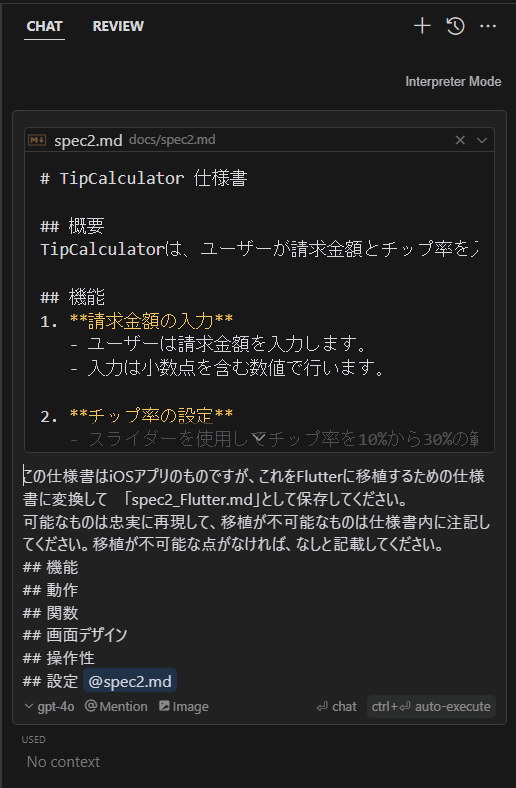 CHAT REVIEW
Interpreter Mode
spec2.md docs/spec2.md
# TipCalculator 仕様書
## 概要
TipCalculatorは、ユーザーが請求金額とチップ率を入
## 機能
1. **請求金額の入力**
- ユーザーは請求金額を入力します。
- 入力は小数点を含む数値で行います。
2. **チップ率の設定**
- スライダーを使用してチップ率を10%から30%の範
この仕様書はiOSアプリのものですが、これをFlutterに移植するための仕様
書に変換して 「spec2_Flutter.md」として保存してください。
可能なものは忠実に再現して、移植が不可能なものは仕様書内に注記し
てください。移植が不可能な点がなければ、なしと記載してください。
## 機能
## 動作
## 関数
## 画面デザイン
## 操作性
## 設定 @spec2.md
gpt-4o @Mention Image ⏎ chat ctrl+⏎ auto-execute
USED
No context